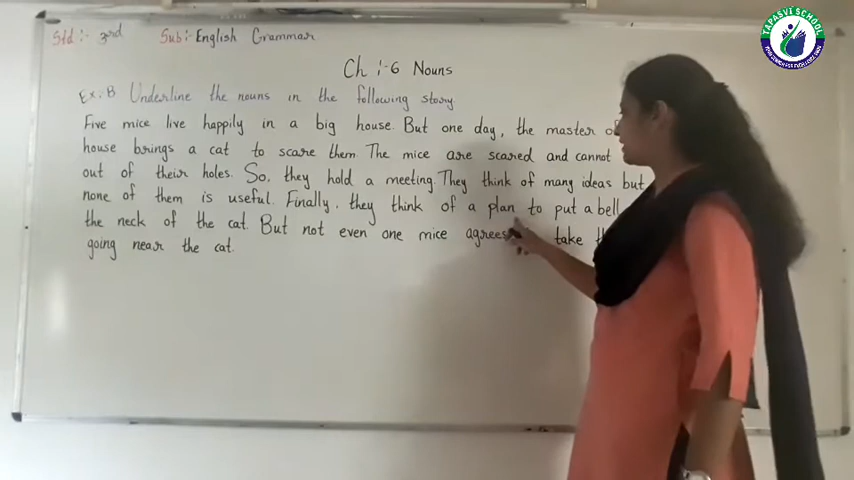 TAPASVI SCHOOL
Std :- 3rd Sub:- English Grammar
Ch :-6 Nouns
Ex. B Underline the nouns in the following story.
Five mice live happily in a big house. But one day, the master of
house brings a cat to scare them. The mice are scared and cannot
out of their holes. So, they hold a meeting. They think of many ideas but
none of them is useful. Finally, they think of a plan to put a bell
the neck of the cat. But not even one mice agrees take
going near the cat.